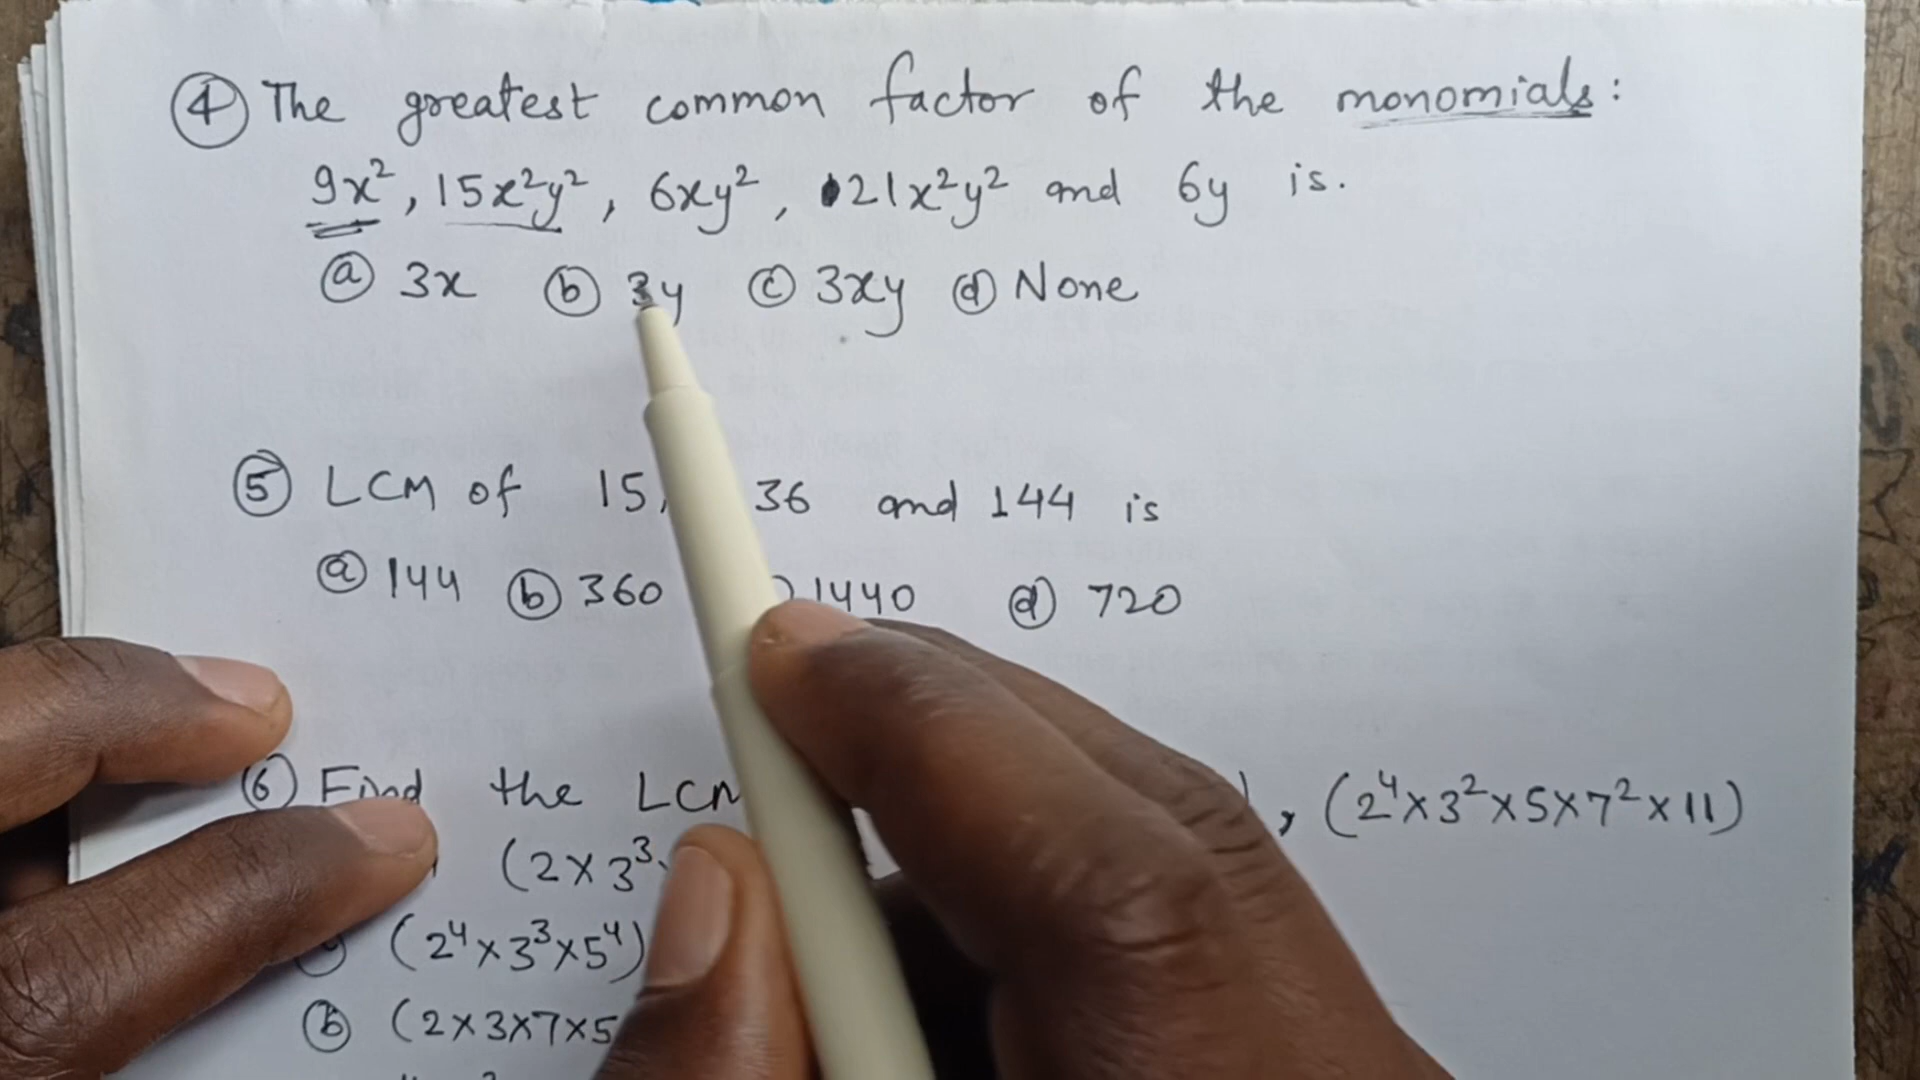 ④ The greatest common factor of the monomials:
9x², 15x²y², 6xy², 21x²y² and 6y is.
ⓐ 3x ⓑ 3y ⓒ 3xy ⓓ None
⑤ LCM of 15, 36 and 144 is
ⓐ 144 ⓑ 360 1440 ⓓ 720
⑥ Find the LCM , (2⁴×3²×5×7²×11)
(2×3³
(2⁴×3³×5⁴)
ⓑ (2×3×7×5